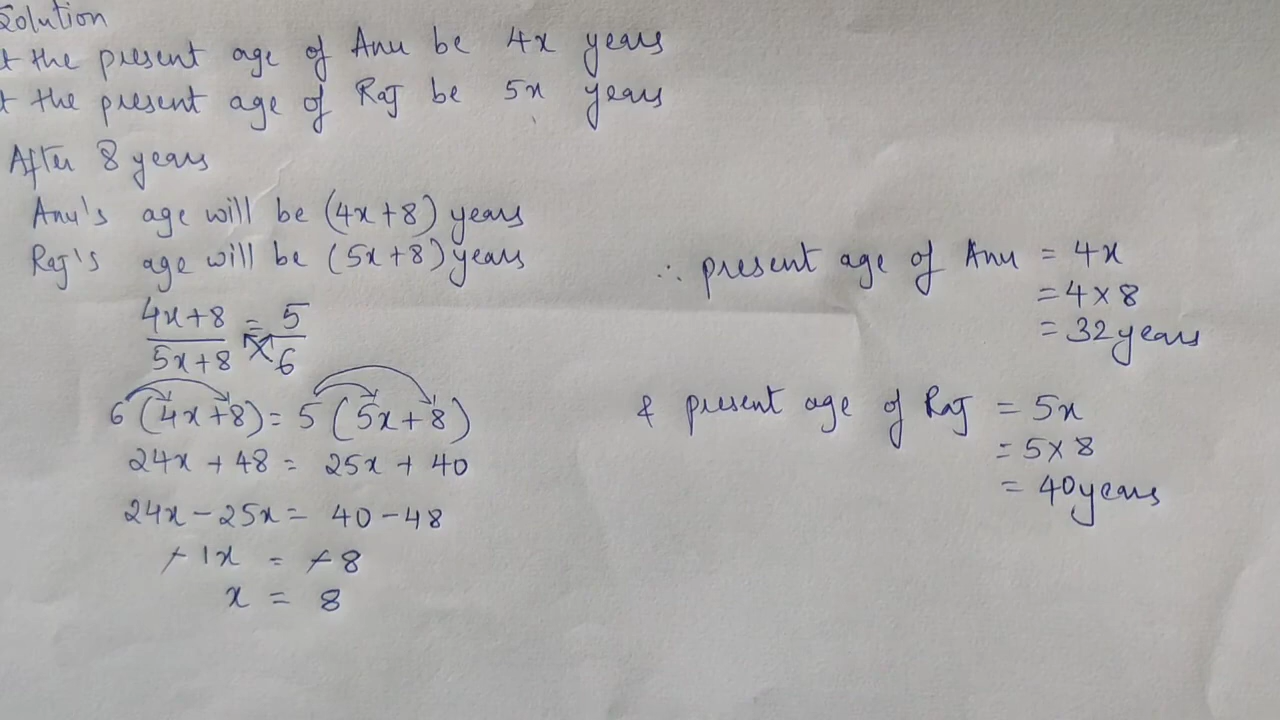 Solution
t the present age of Anu be 4x years
t the present age of Raj be 5x years
After 8 years
Anu's age will be (4x+8) years
Raj's age will be (5x+8) years
4x+8 = 5
5x+8 6
6(4x+8) = 5(5x+8)
24x + 48 = 25x + 40
24x - 25x = 40 - 48
-1x = -8
x = 8
∴ present age of Anu = 4x
= 4 × 8
= 32 years
& present age of Raj = 5x
= 5 × 8
= 40 years